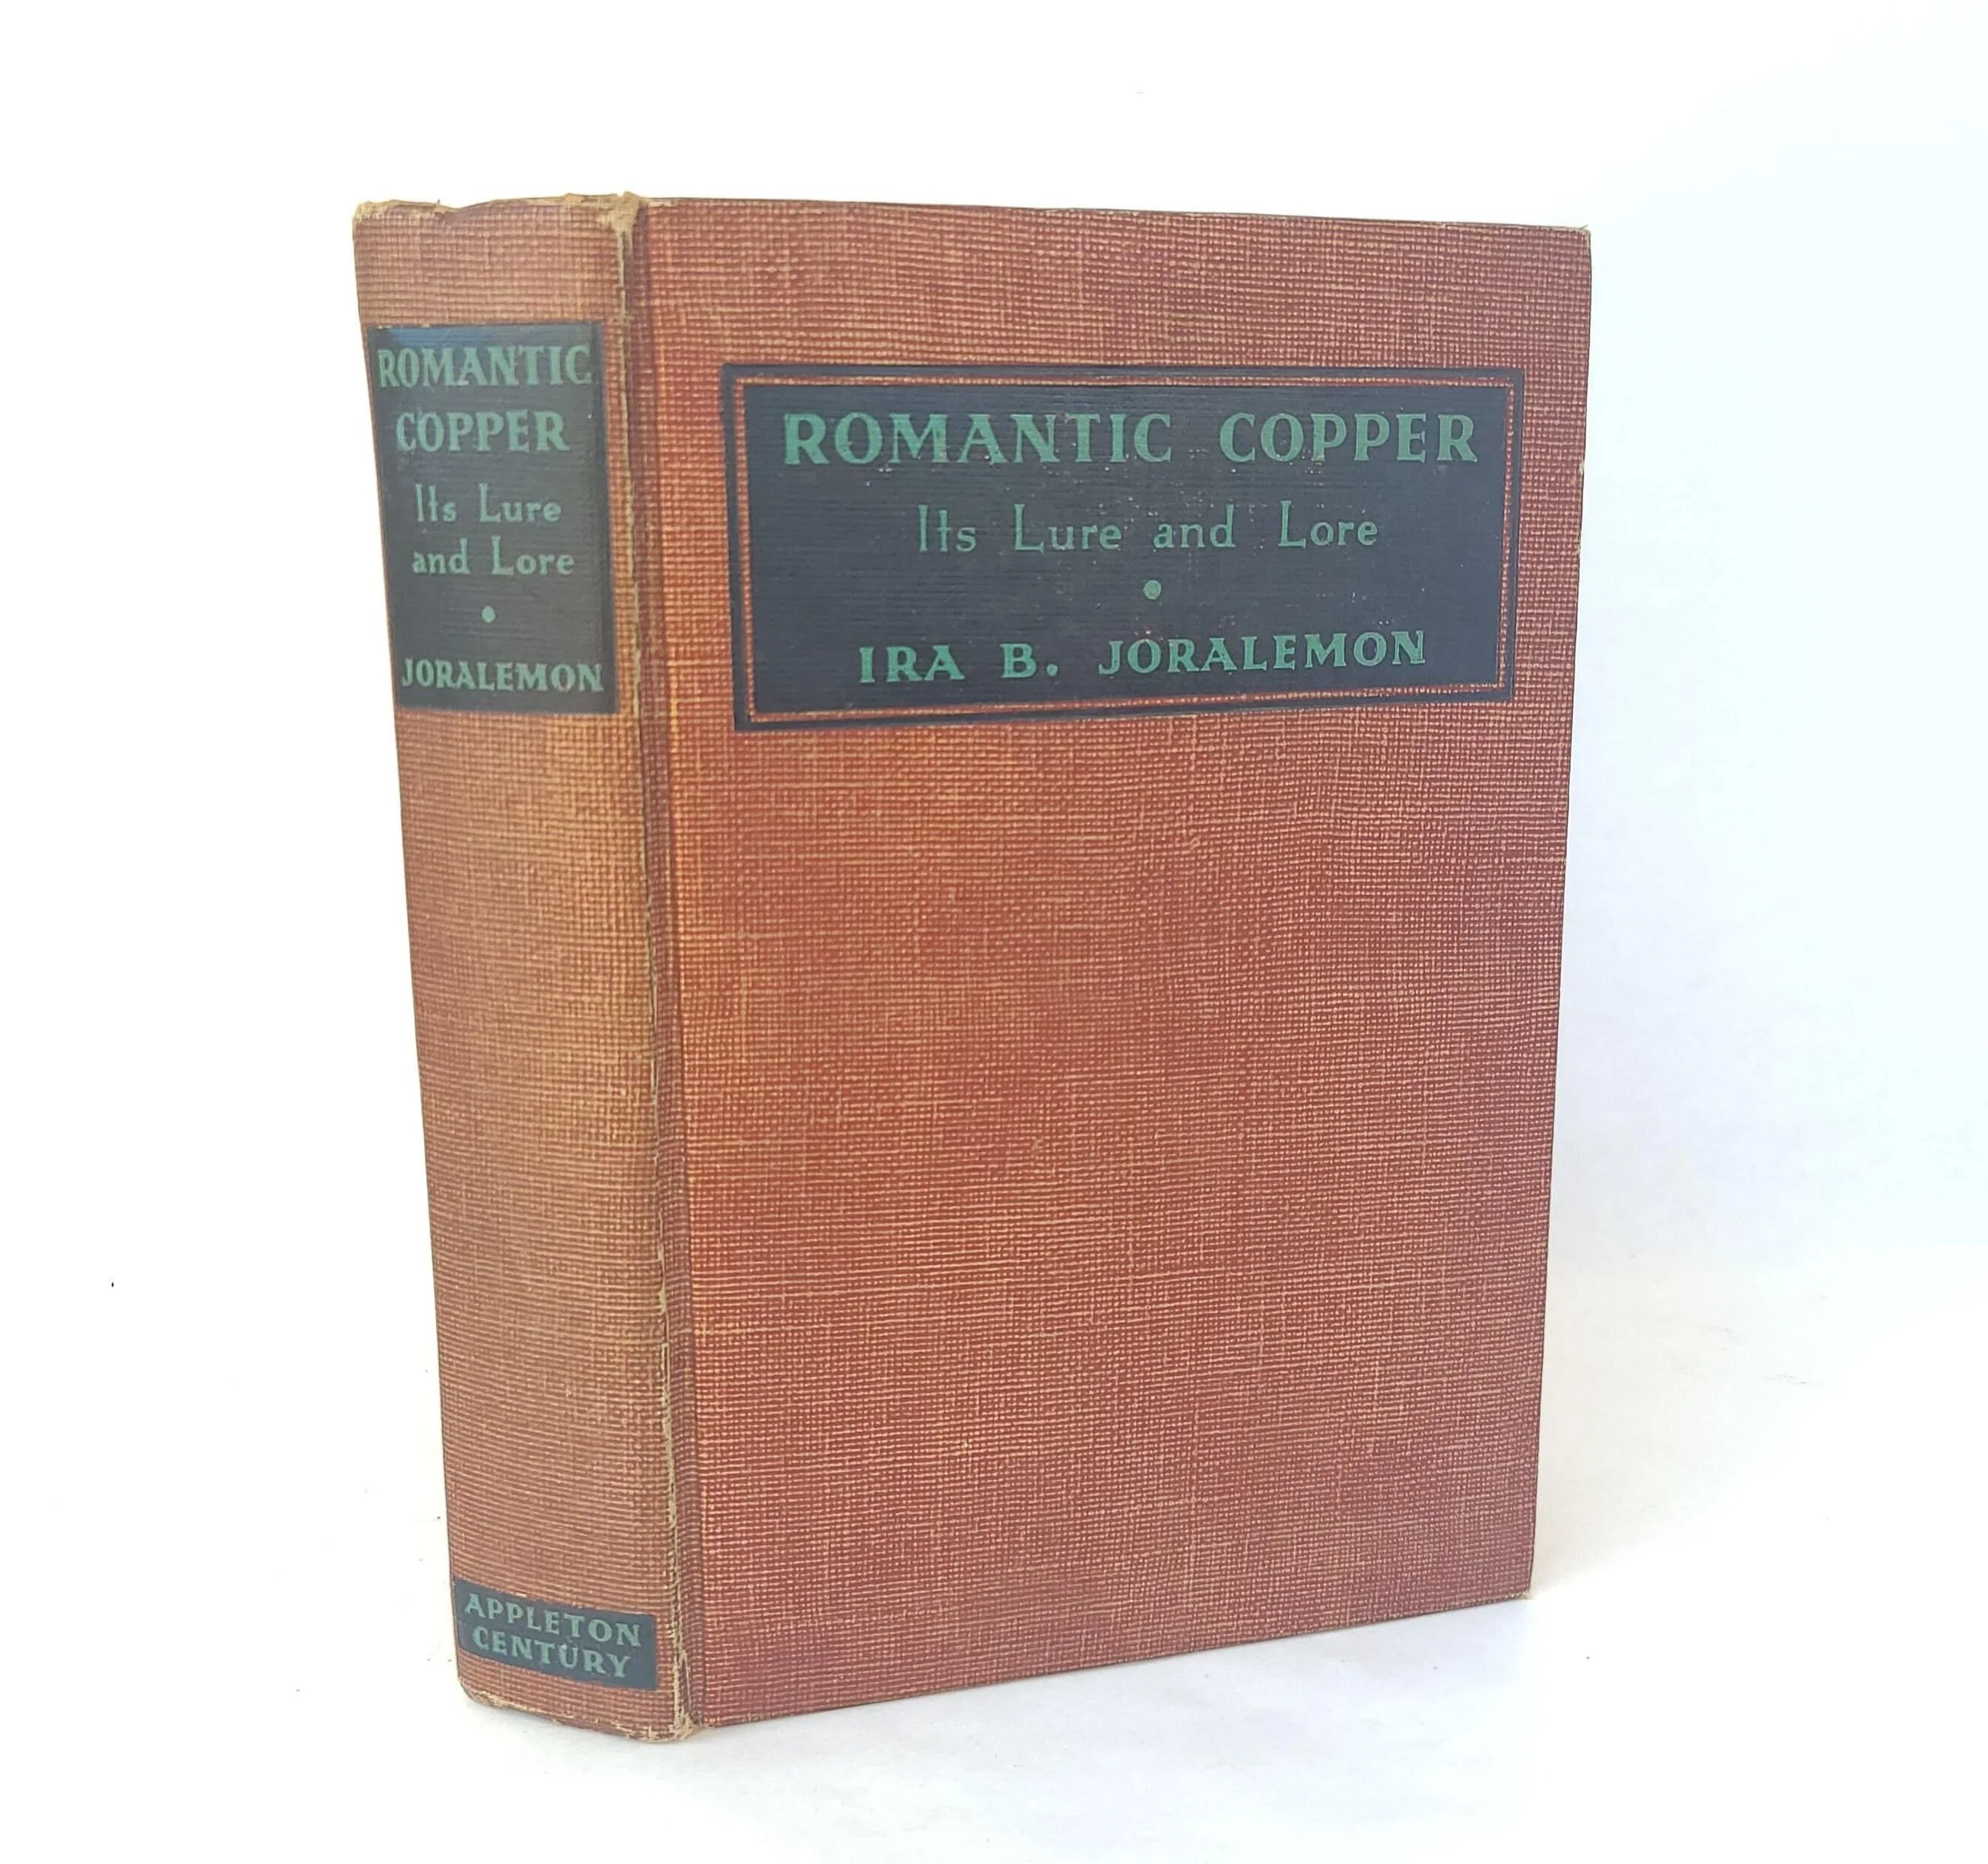 ROMANTIC
COPPER
Its Lure
and Lore
•
JORALEMON
APPLETON
CENTURY
ROMANTIC COPPER
Its Lure and Lore
•
IRA B. JORALEMON